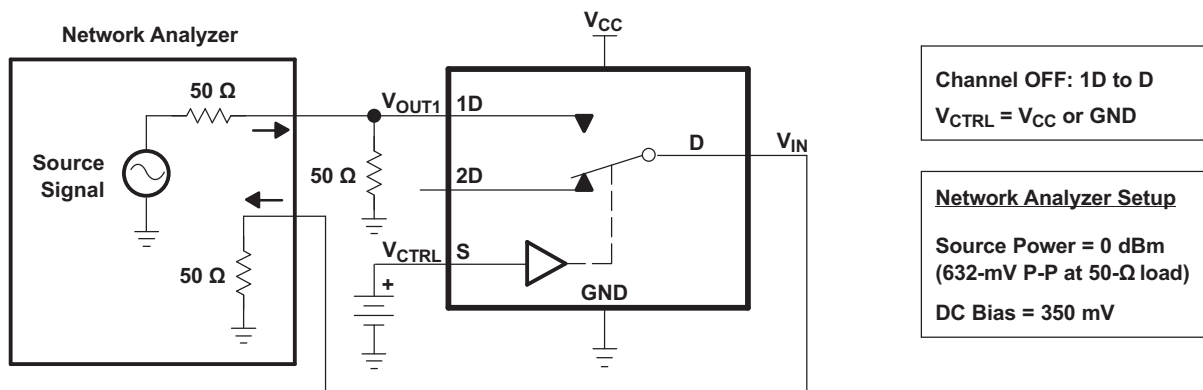 Network Analyzer
50 Ω
Source
Signal
50 Ω
V_OUT1
1D
50 Ω
2D
V_CTRL
S
+
V_CC
D
V_IN
GND
Channel OFF: 1D to D
V_CTRL = V_CC or GND
Network Analyzer Setup
Source Power = 0 dBm
(632-mV P-P at 50-Ω load)
DC Bias = 350 mV